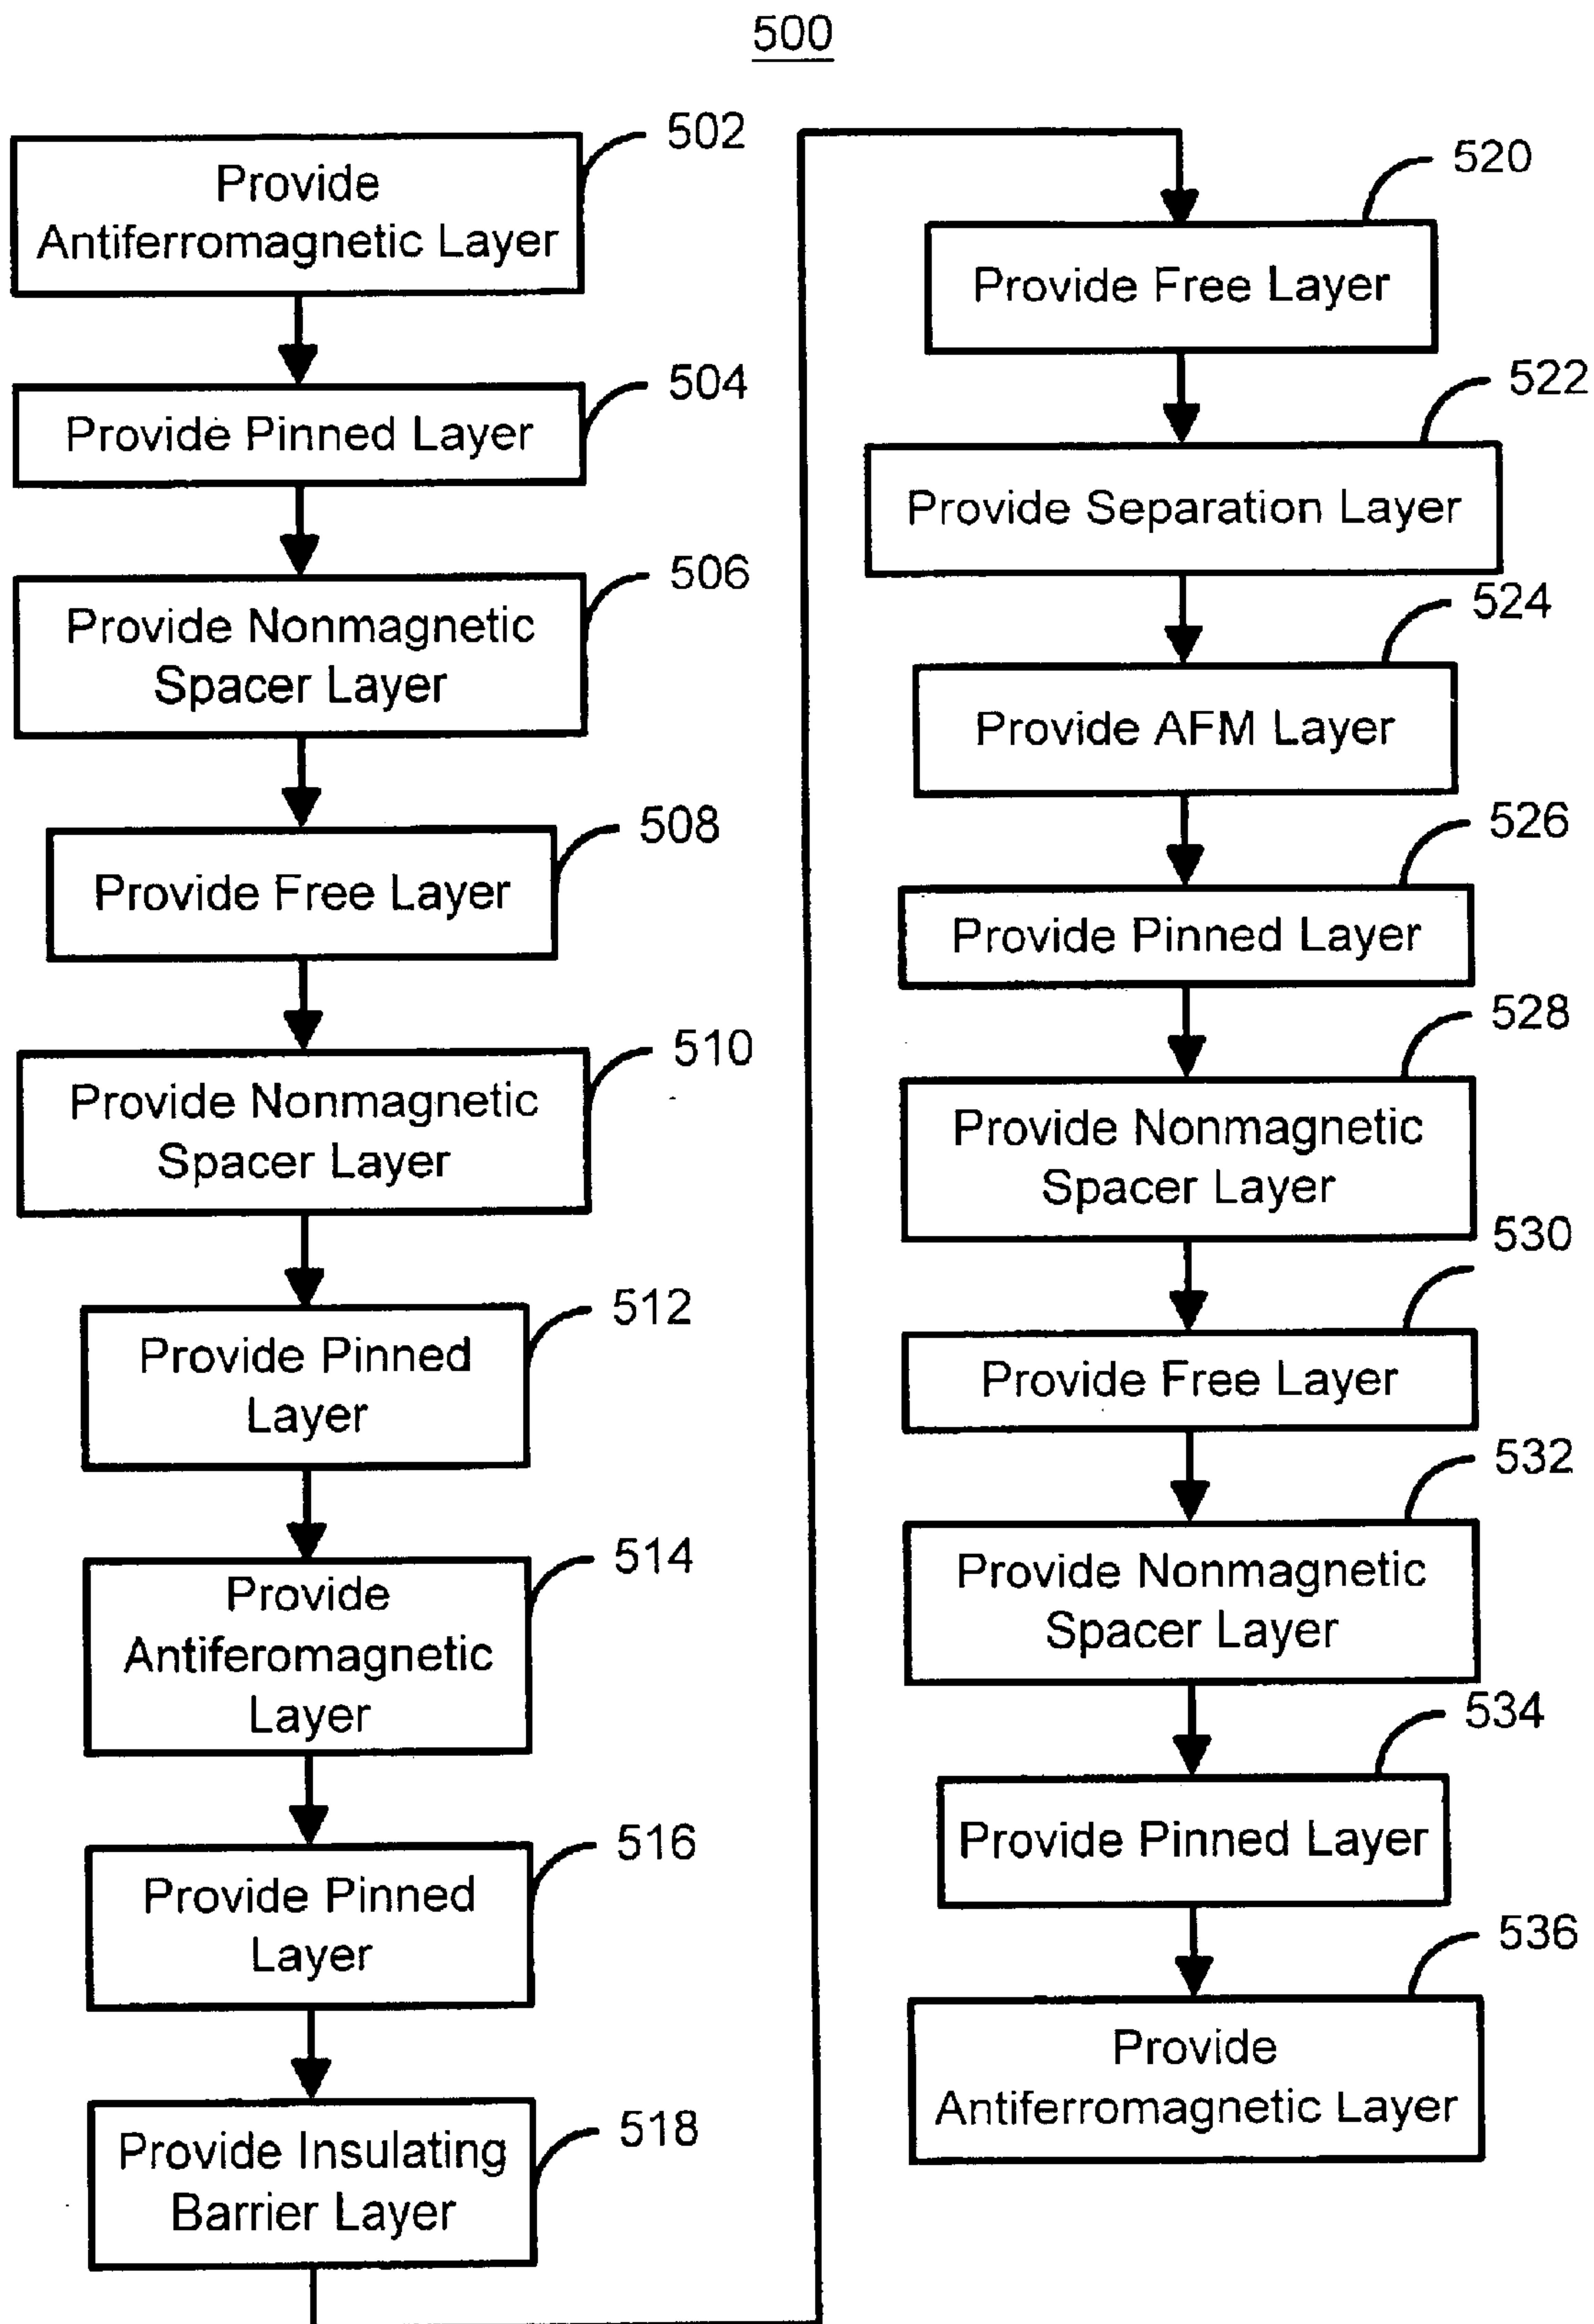 500
502
Provide
Antiferromagnetic Layer
504
Provide Pinned Layer
506
Provide Nonmagnetic
Spacer Layer
508
Provide Free Layer
510
Provide Nonmagnetic
Spacer Layer
512
Provide Pinned
Layer
514
Provide
Antiferomagnetic
Layer
516
Provide Pinned
Layer
518
Provide Insulating
Barrier Layer
520
Provide Free Layer
522
Provide Separation Layer
524
Provide AFM Layer
526
Provide Pinned Layer
528
Provide Nonmagnetic
Spacer Layer
530
Provide Free Layer
532
Provide Nonmagnetic
Spacer Layer
534
Provide Pinned Layer
536
Provide
Antiferromagnetic Layer